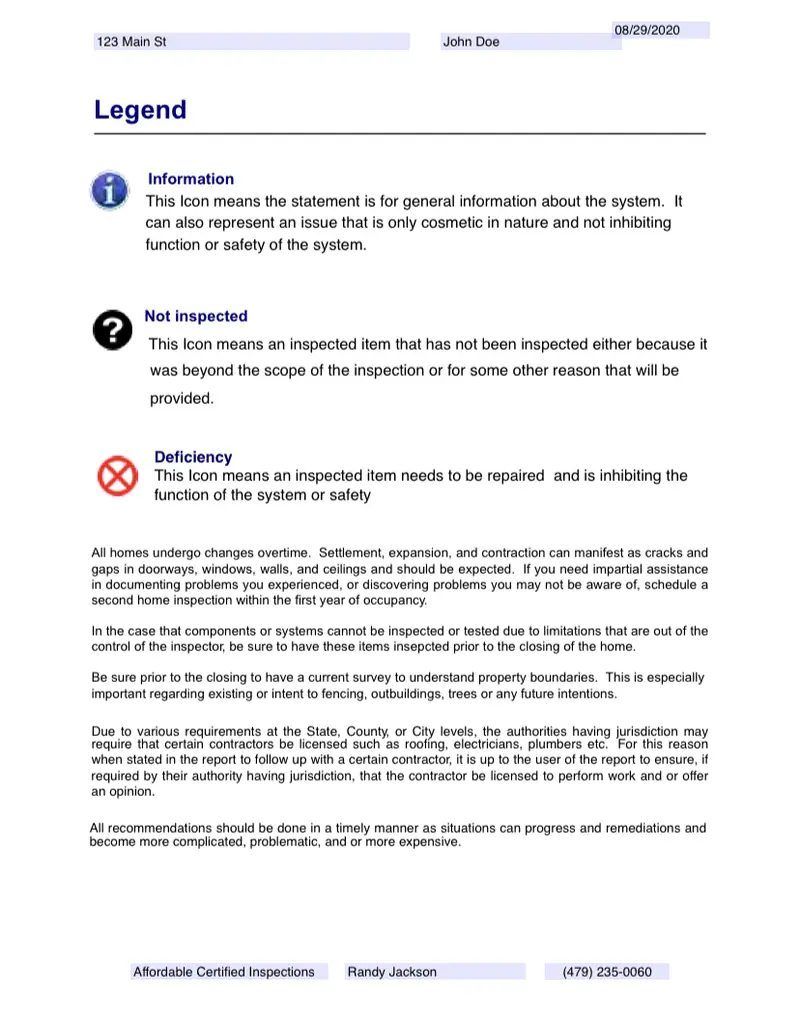 08/29/2020
123 Main St John Doe
Legend
Information
This Icon means the statement is for general information about the system.  It
can also represent an issue that is only cosmetic in nature and not inhibiting
function or safety of the system.
Not inspected
This Icon means an inspected item that has not been inspected either because it
was beyond the scope of the inspection or for some other reason that will be
provided.
Deficiency
This Icon means an inspected item needs to be repaired  and is inhibiting the
function of the system or safety
All homes undergo changes overtime.  Settlement, expansion, and contraction can manifest as cracks and
gaps in doorways, windows, walls, and ceilings and should be expected.  If you need impartial assistance
in documenting problems you experienced, or discovering problems you may not be aware of, schedule a
second home inspection within the first year of occupancy.
In the case that components or systems cannot be inspected or tested due to limitations that are out of the
control of the inspector, be sure to have these items insepcted prior to the closing of the home.
Be sure prior to the closing to have a current survey to understand property boundaries.  This is especially
important regarding existing or intent to fencing, outbuildings, trees or any future intentions.
Due to various requirements at the State, County, or City levels, the authorities having jurisdiction may
require that certain contractors be licensed such as roofing, electricians, plumbers etc.  For this reason
when stated in the report to follow up with a certain contractor, it is up to the user of the report to ensure, if
required by their authority having jurisdiction, that the contractor be licensed to perform work and or offer
an opinion.
All recommendations should be done in a timely manner as situations can progress and remediations and
become more complicated, problematic, and or more expensive.
Affordable Certified Inspections Randy Jackson (479) 235-0060